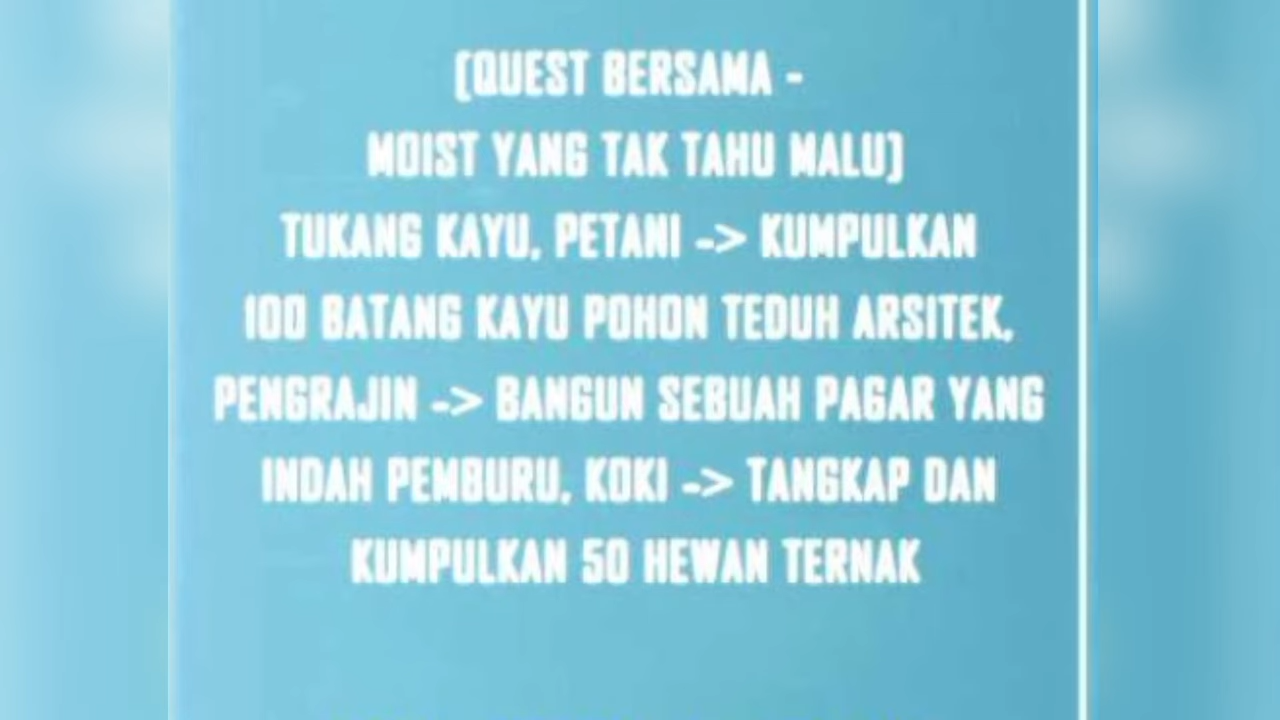 (QUEST BERSAMA -
MOIST YANG TAK TAHU MALU)
TUKANG KAYU, PETANI -> KUMPULKAN
100 BATANG KAYU POHON TEDUH ARSITEK,
PENGRAJIN -> BANGUN SEBUAH PAGAR YANG
INDAH PEMBURU, KOKI -> TANGKAP DAN
KUMPULKAN 50 HEWAN TERNAK